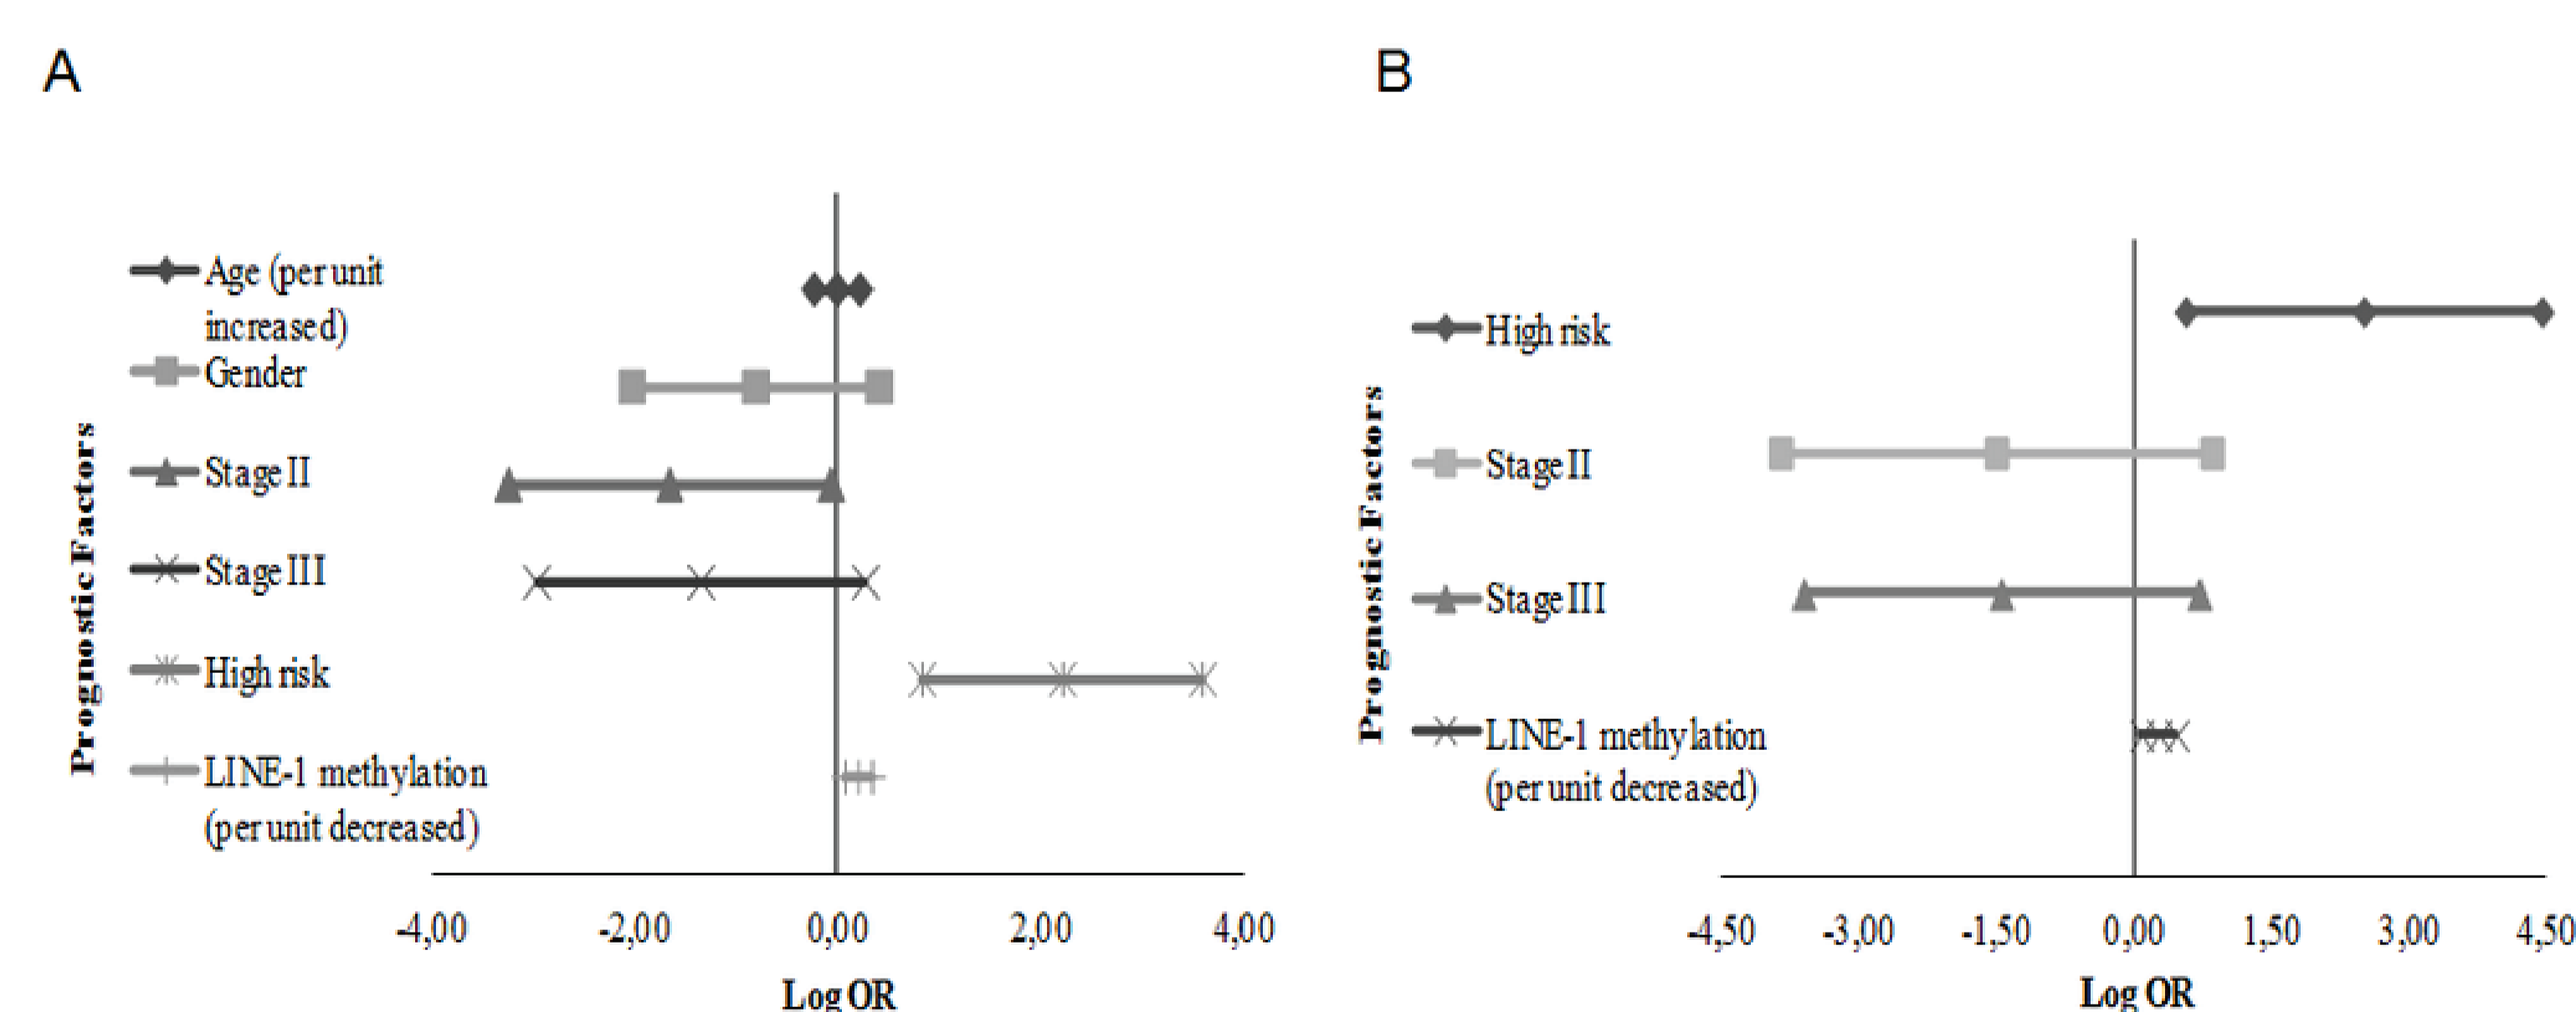 A
Prognostic Factors
Age (per unit
increased)
Gender
Stage II
Stage III
High risk
LINE-1 methylation
(per unit decreased)
-4,00 -2,00 0,00 2,00 4,00
Log OR
B
Prognostic Factors
High risk
Stage II
Stage III
LINE-1 methylation
(per unit decreased)
-4,50 -3,00 -1,50 0,00 1,50 3,00 4,50
Log OR